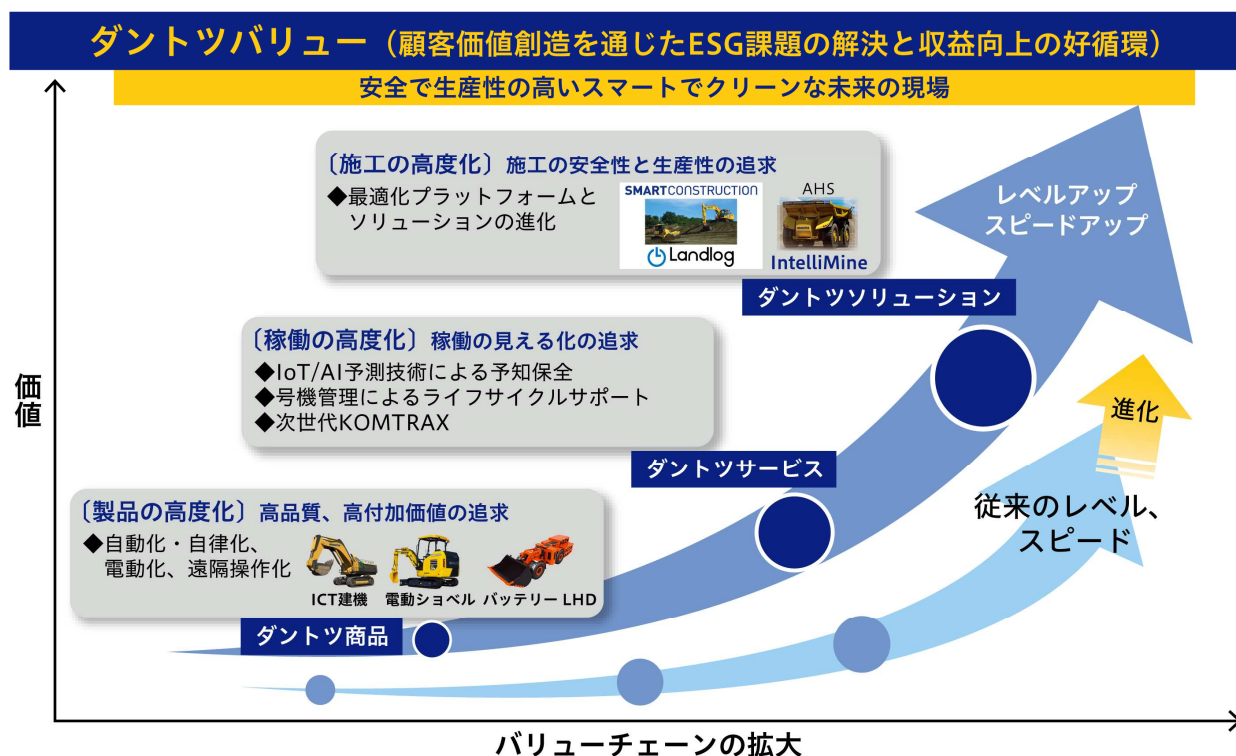 ダントツバリュー（顧客価値創造を通じたESG課題の解決と収益向上の好循環）
安全で生産性の高いスマートでクリーンな未来の現場
〔施工の高度化〕施工の安全性と生産性の追求
◆最適化プラットフォームと
ソリューションの進化
SMARTCONSTRUCTION
Landlog
AHS
IntelliMine
レベルアップ
スピードアップ
ダントツソリューション
〔稼働の高度化〕稼働の見える化の追求
◆IoT/AI予測技術による予知保全
◆号機管理によるライフサイクルサポート
◆次世代KOMTRAX
価値
進化
ダントツサービス
〔製品の高度化〕高品質、高付加価値の追求
◆自動化・自律化、
電動化、遠隔操作化
ICT建機
電動ショベル
バッテリー LHD
従来のレベル、
スピード
ダントツ商品
バリューチェーンの拡大